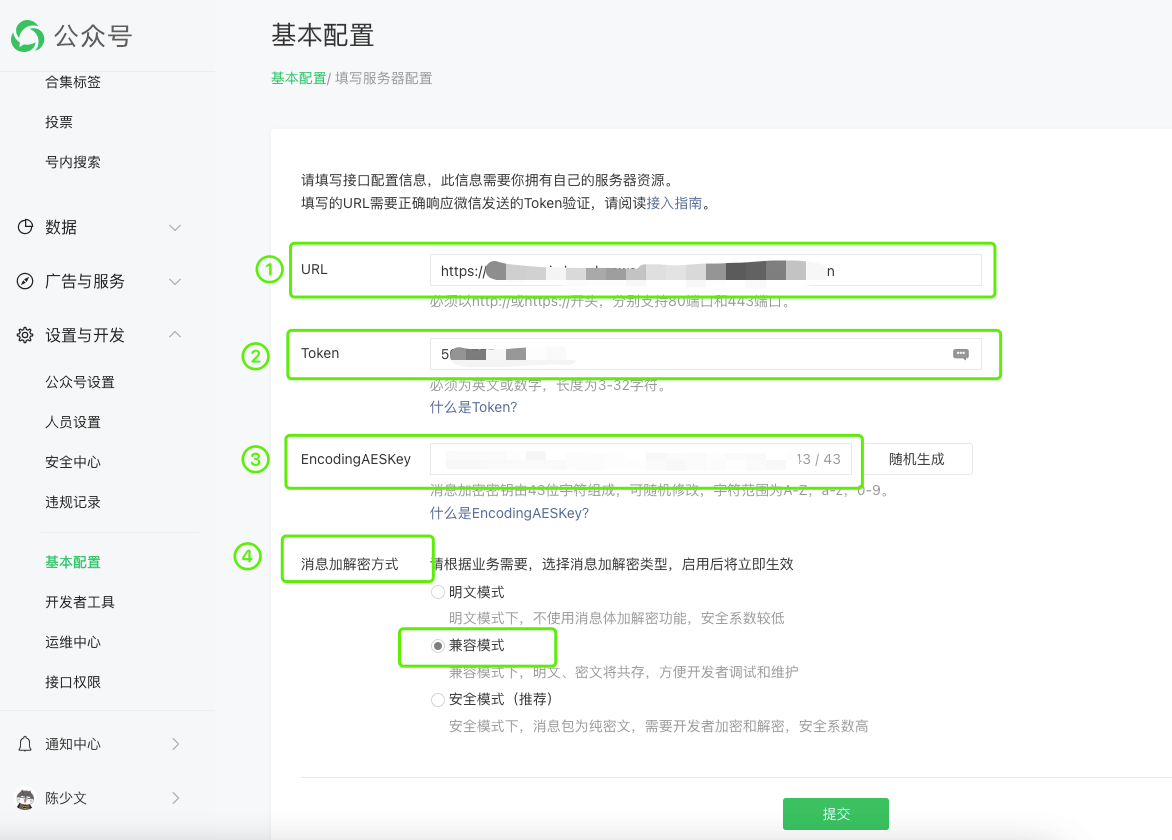 公众号
合集标签
投票
号内搜索
数据
广告与服务
设置与开发
公众号设置
人员设置
安全中心
违规记录
基本配置
开发者工具
运维中心
接口权限
通知中心
陈少文
基本配置
基本配置/ 填写服务器配置
请填写接口配置信息，此信息需要你拥有自己的服务器资源。
填写的URL需要正确响应微信发送的Token验证，请阅读接入指南。
1 URL https:// n
必须以http://或https://开头，分别支持80端口和443端口。
2 Token 5
必须为英文或数字，长度为3-32字符。
什么是Token?
3 EncodingAESKey 43 / 43 随机生成
消息加密密钥由43位字符组成，可随机修改，字符范围为A-Z，a-z，0-9。
什么是EncodingAESKey?
4 消息加解密方式 请根据业务需要，选择消息加解密类型，启用后将立即生效
明文模式
明文模式下，不使用消息体加解密功能，安全系数较低
兼容模式
兼容模式下，明文、密文将共存，方便开发者调试和维护
安全模式（推荐）
安全模式下，消息包为纯密文，需要开发者加密和解密，安全系数高
提交